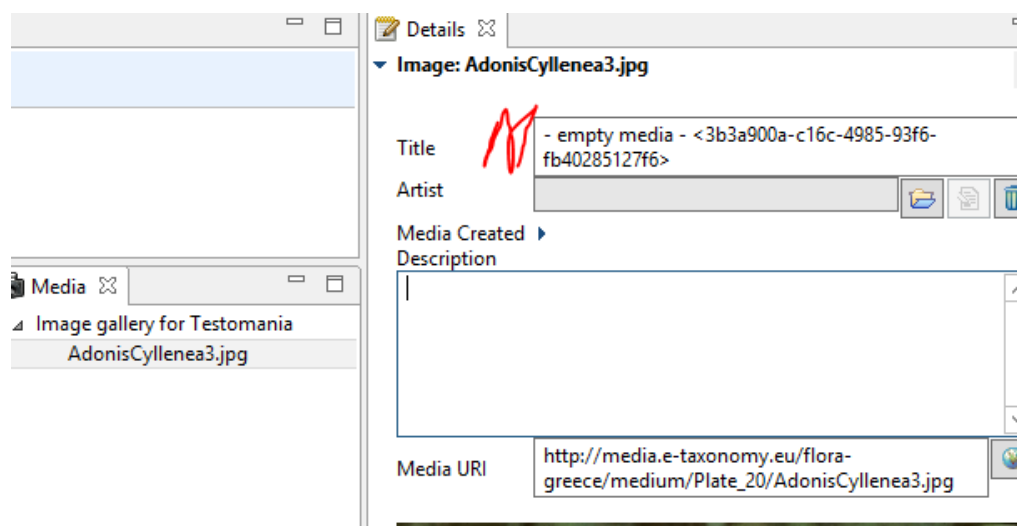 Details
Image: AdonisCyllenea3.jpg
Title
- empty media - <3b3a900a-c16c-4985-93f6-
fb40285127f6>
Artist
Media Created
Description
Media
Image gallery for Testomania
AdonisCyllenea3.jpg
Media URI
http://media.e-taxonomy.eu/flora-
greece/medium/Plate_20/AdonisCyllenea3.jpg